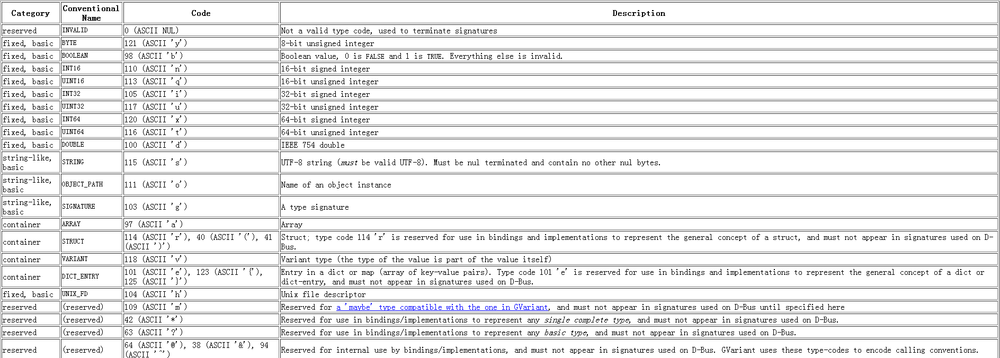 Category Conventional Name Code Description
reserved INVALID 0 (ASCII NUL) Not a valid type code, used to terminate signatures
fixed, basic BYTE 121 (ASCII 'y') 8-bit unsigned integer
fixed, basic BOOLEAN 98 (ASCII 'b') Boolean value, 0 is FALSE and 1 is TRUE. Everything else is invalid.
fixed, basic INT16 110 (ASCII 'n') 16-bit signed integer
fixed, basic UINT16 113 (ASCII 'q') 16-bit unsigned integer
fixed, basic INT32 105 (ASCII 'i') 32-bit signed integer
fixed, basic UINT32 117 (ASCII 'u') 32-bit unsigned integer
fixed, basic INT64 120 (ASCII 'x') 64-bit signed integer
fixed, basic UINT64 116 (ASCII 't') 64-bit unsigned integer
fixed, basic DOUBLE 100 (ASCII 'd') IEEE 754 double
string-like,
basic STRING 115 (ASCII 's') UTF-8 string (must be valid UTF-8). Must be nul terminated and contain no other nul bytes.
string-like,
basic OBJECT_PATH 111 (ASCII 'o') Name of an object instance
string-like,
basic SIGNATURE 103 (ASCII 'g') A type signature
container ARRAY 97 (ASCII 'a') Array
container STRUCT 114 (ASCII 'r'), 40 (ASCII '('), 41
(ASCII ')') Struct; type code 114 'r' is reserved for use in bindings and implementations to represent the general concept of a struct, and must not appear in signatures used on D-
Bus.
container VARIANT 118 (ASCII 'v') Variant type (the type of the value is part of the value itself)
container DICT_ENTRY 101 (ASCII 'e'), 123 (ASCII '{'),
125 (ASCII '}') Entry in a dict or map (array of key-value pairs). Type code 101 'e' is reserved for use in bindings and implementations to represent the general concept of a dict or
dict-entry, and must not appear in signatures used on D-Bus.
fixed, basic UNIX_FD 104 (ASCII 'h') Unix file descriptor
reserved (reserved) 109 (ASCII 'm') Reserved for a 'maybe' type compatible with the one in GVariant, and must not appear in signatures used on D-Bus until specified here
reserved (reserved) 42 (ASCII '*') Reserved for use in bindings/implementations to represent any single complete type, and must not appear in signatures used on D-Bus.
reserved (reserved) 63 (ASCII '?') Reserved for use in bindings/implementations to represent any basic type, and must not appear in signatures used on D-Bus.
reserved (reserved) 64 (ASCII '@'), 38 (ASCII '&'), 94
(ASCII '^') Reserved for internal use by bindings/implementations, and must not appear in signatures used on D-Bus. GVariant uses these type-codes to encode calling conventions.